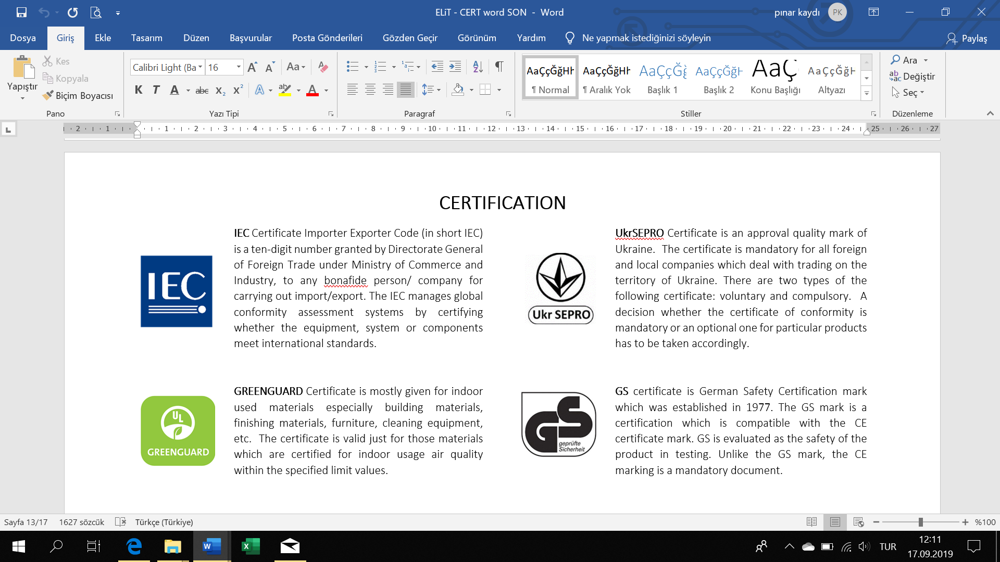 ELiT - CERT word SON - Word
pınar kaydı
PK
Dosya
Giriş
Ekle
Tasarım
Düzen
Başvurular
Posta Gönderileri
Gözden Geçir
Görünüm
Yardım
Ne yapmak istediğinizi söyleyin
Paylaş
Yapıştır
Kes
Kopyala
Biçim Boyacısı
Pano
Calibri Light (Ba
16
Yazı Tipi
Paragraf
AaÇçĞğHł
¶ Normal
AaÇçĞğHł
¶ Aralık Yok
AaÇçĞğ
Başlık 1
AaÇçĞğH
Başlık 2
AaÇ
Konu Başlığı
AaÇçĞğH
Altyazı
Stiller
Ara
Değiştir
Seç
Düzenleme
2 1 1 2 3 4 5 6 7 8 9 10 11 12 13 14 15 16 17 18 19 20 21 22 23 24 25 26 27
CERTIFICATION
IEC
IEC Certificate Importer Exporter Code (in short IEC)
is a ten-digit number granted by Directorate General
of Foreign Trade under Ministry of Commerce and
Industry, to any bonafide person/ company for
carrying out import/export. The IEC manages global
conformity assessment systems by certifying
whether the equipment, system or components
meet international standards.
Ukr SEPRO
UkrSEPRO Certificate is an approval quality mark of
Ukraine.  The certificate is mandatory for all foreign
and local companies which deal with trading on the
territory of Ukraine. There are two types of the
following certificate: voluntary and compulsory.  A
decision whether the certificate of conformity is
mandatory or an optional one for particular products
has to be taken accordingly.
UL
GREENGUARD
GREENGUARD Certificate is mostly given for indoor
used materials especially building materials,
finishing materials, furniture, cleaning equipment,
etc.  The certificate is valid just for those materials
which are certified for indoor usage air quality
within the specified limit values.
GS
geprüfte
Sicherheit
GS certificate is German Safety Certification mark
which was established in 1977. The GS mark is a
certification which is compatible with the CE
certificate mark. GS is evaluated as the safety of the
product in testing. Unlike the GS mark, the CE
marking is a mandatory document.
Sayfa 13/17
1627 sözcük
Türkçe (Türkiye)
%100
TUR
12:11
17.09.2019